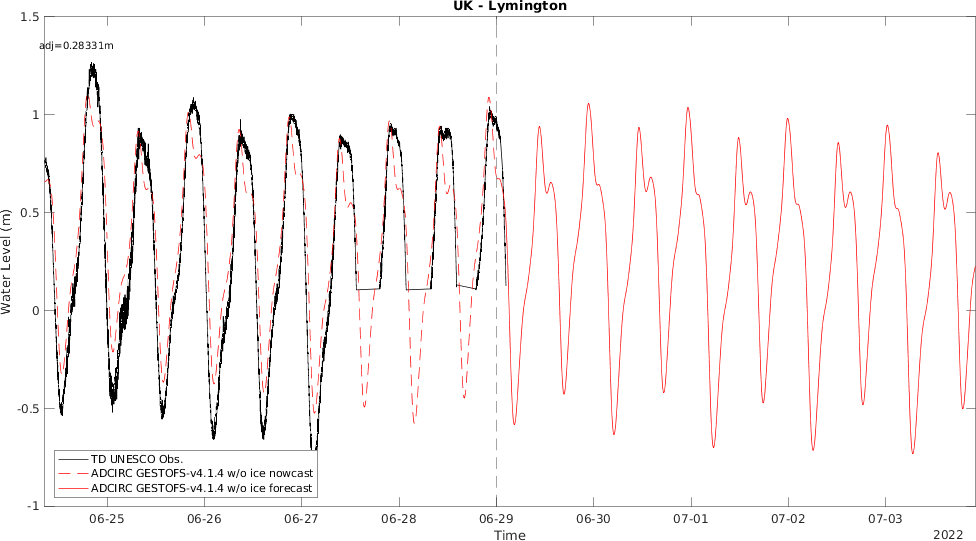 UK - Lymington
adj=0.28331m
1.5
1
0.5
0
-0.5
-1
Water Level (m)
TD UNESCO Obs.
ADCIRC GESTOFS-v4.1.4 w/o ice nowcast
ADCIRC GESTOFS-v4.1.4 w/o ice forecast
06-25 06-26 06-27 06-28 06-29 06-30 07-01 07-02 07-03
Time
2022